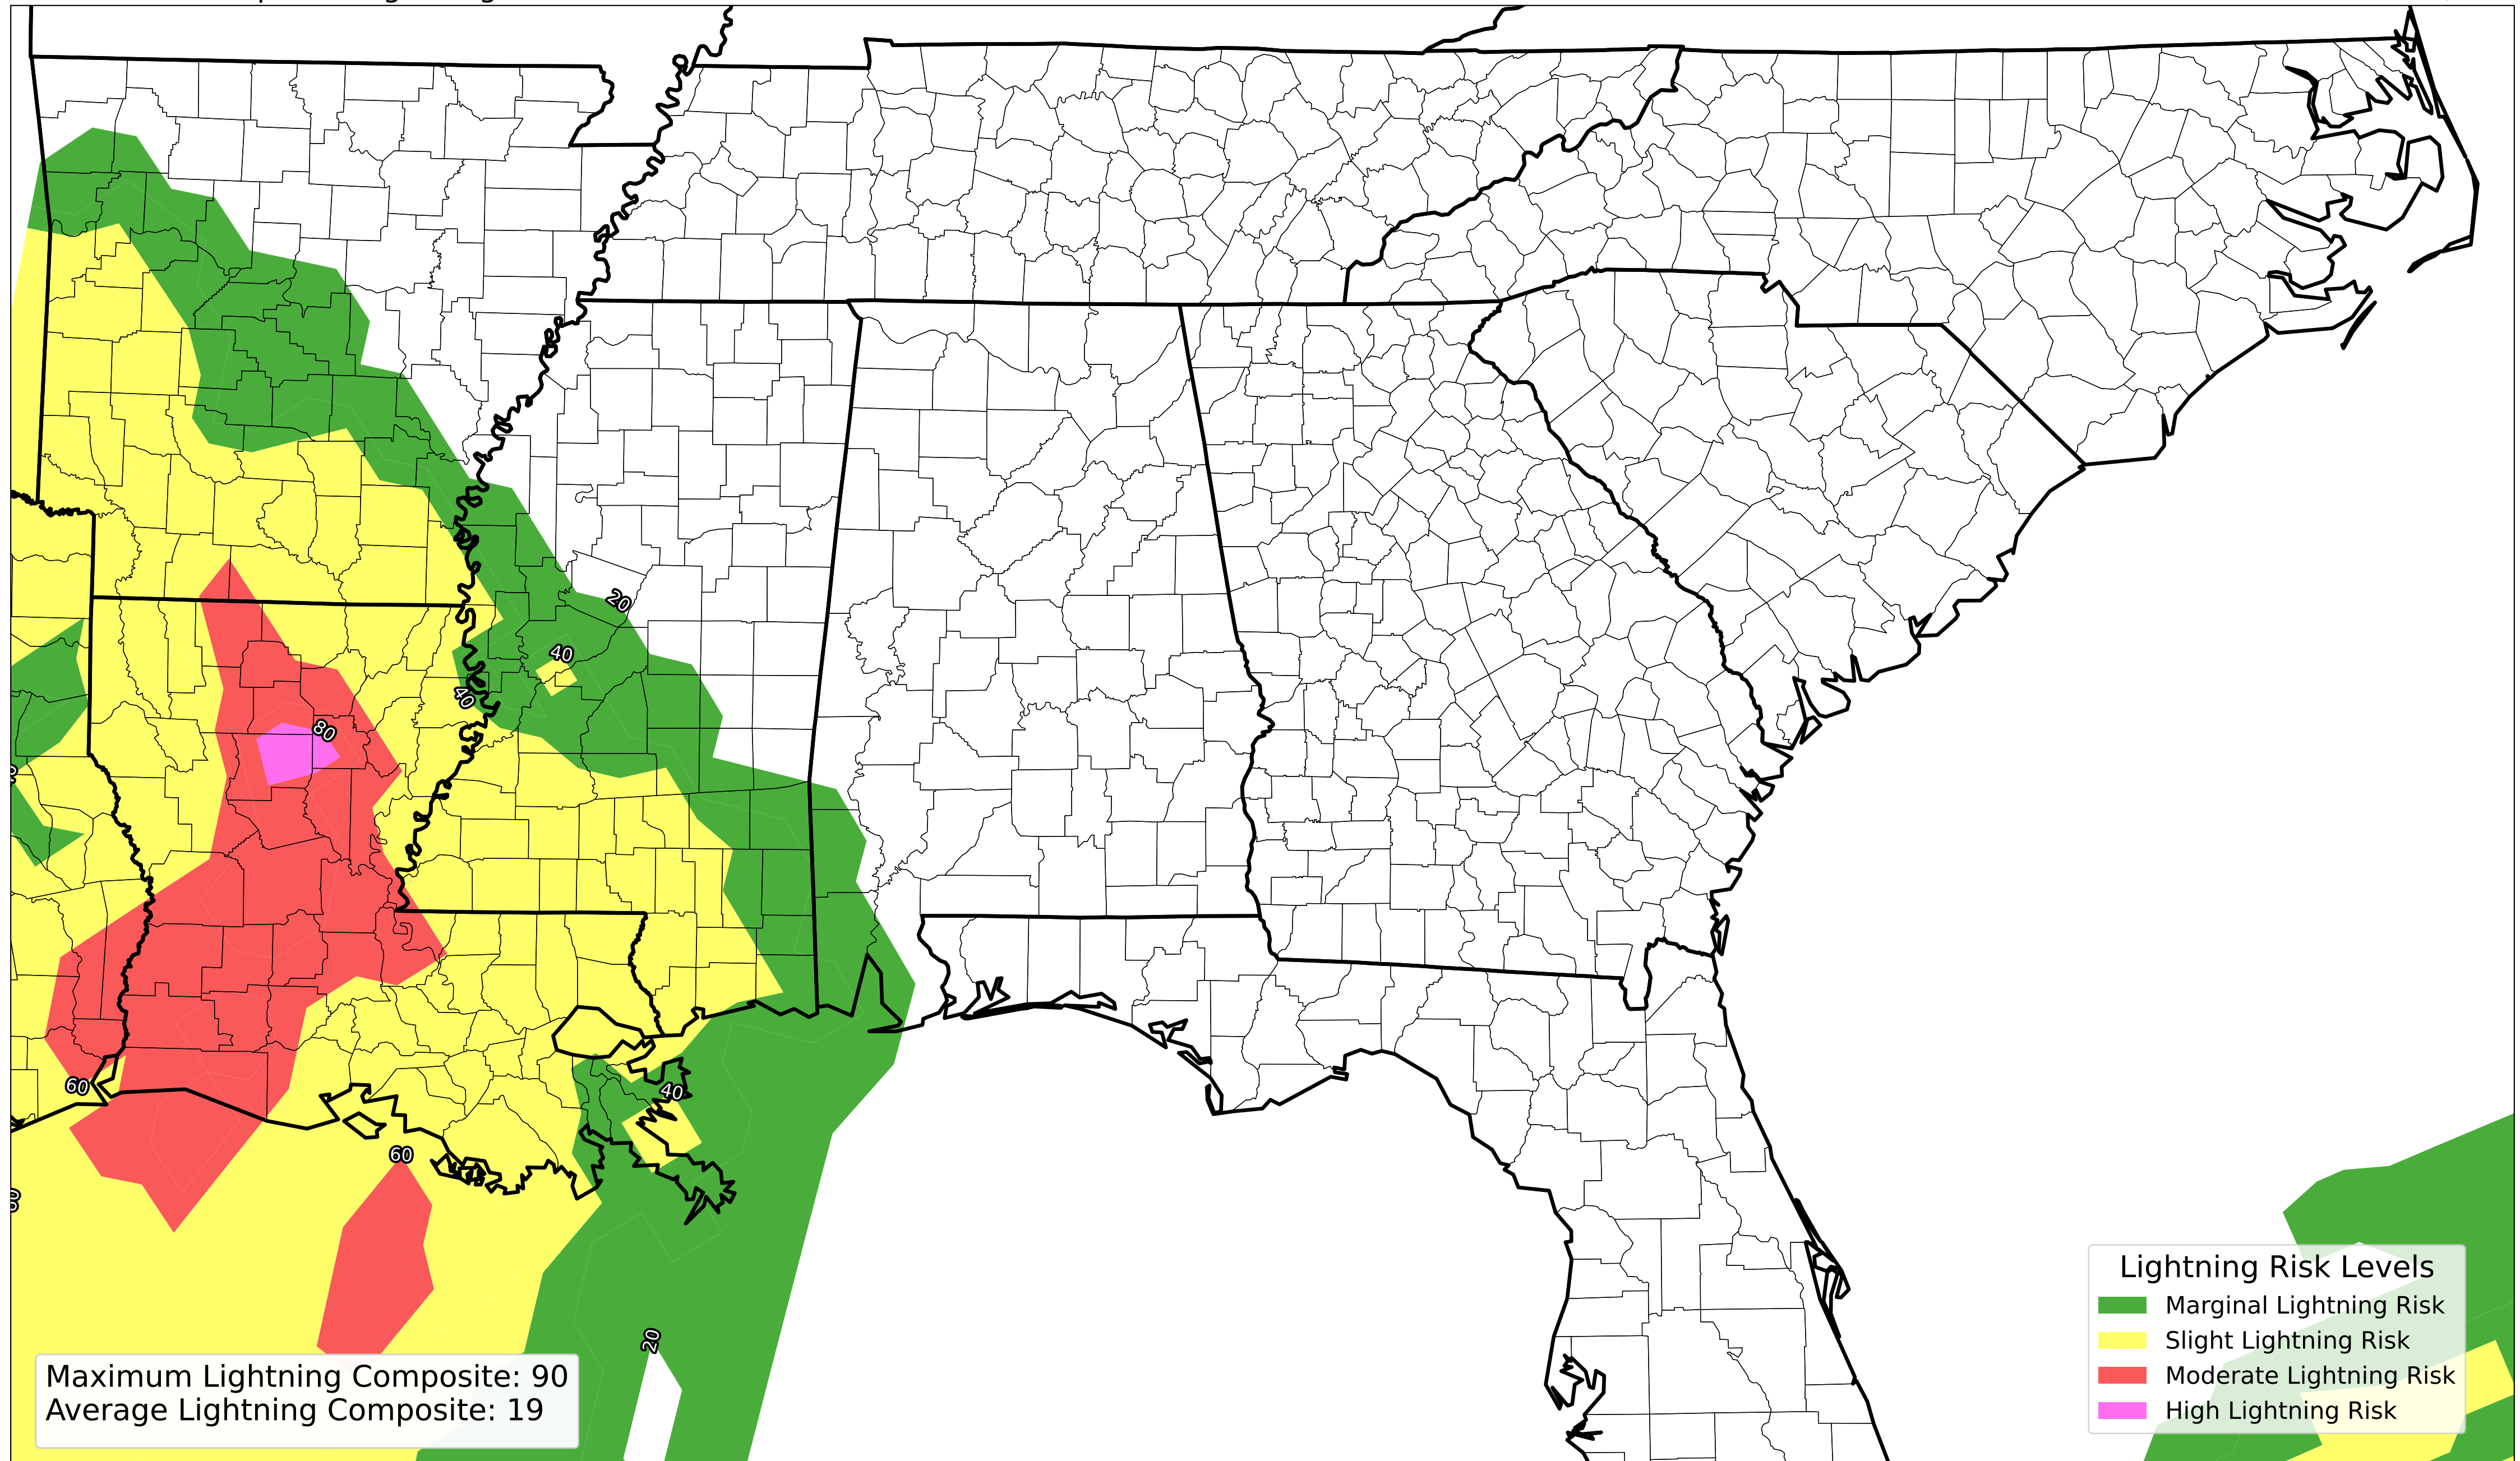 20
40
40
80
60
40
60
20
Maximum Lightning Composite: 90
Average Lightning Composite: 19
Lightning Risk Levels
Marginal Lightning Risk
Slight Lightning Risk
Moderate Lightning Risk
High Lightning Risk